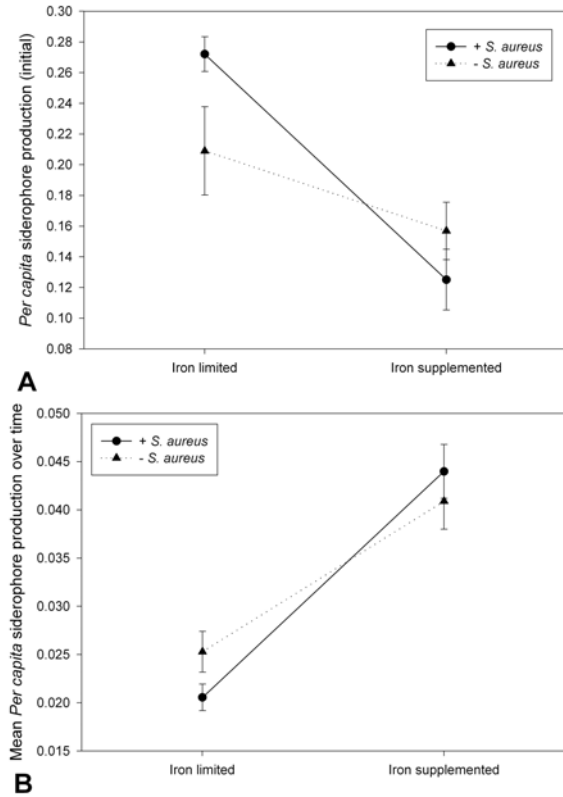 Per capita siderophore production (initial)
0.30
0.28
0.26
0.24
0.22
0.20
0.18
0.16
0.14
0.12
0.10
0.08
+ S. aureus
- S. aureus
Iron limited
Iron supplemented
A
Mean Per capita siderophore production over time
0.050
0.045
0.040
0.035
0.030
0.025
0.020
0.015
+ S. aureus
- S. aureus
Iron limited
Iron supplemented
B